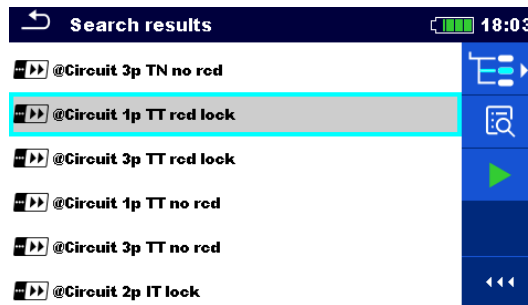 Search results
18:03
@Circuit 3p TN no rcd
@Circuit 1p TT rcd lock
@Circuit 3p TT rcd lock
@Circuit 1p TT no rcd
@Circuit 3p TT no rcd
@Circuit 2p IT lock